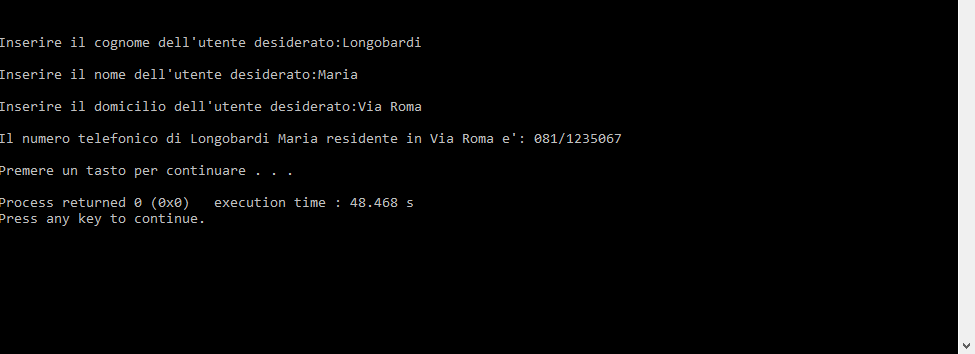 Inserire il cognome dell'utente desiderato:Longobardi
Inserire il nome dell'utente desiderato:Maria
Inserire il domicilio dell'utente desiderato:Via Roma
Il numero telefonico di Longobardi Maria residente in Via Roma e': 081/1235067
Premere un tasto per continuare . . .
Process returned 0 (0x0)   execution time : 48.468 s
Press any key to continue.